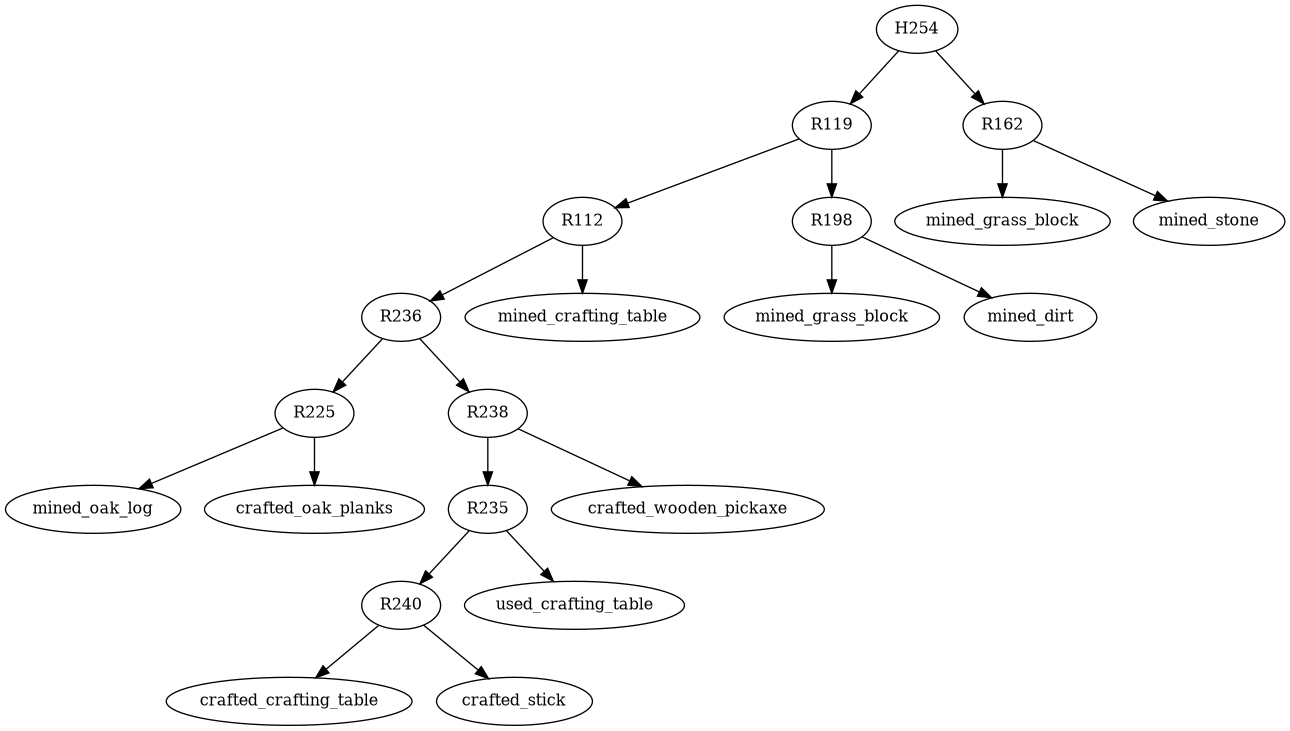 H254
R119
R162
R112
R198
mined_grass_block
mined_stone
R236
mined_crafting_table
mined_grass_block
mined_dirt
R225
R238
mined_oak_log
crafted_oak_planks
R235
crafted_wooden_pickaxe
R240
used_crafting_table
crafted_crafting_table
crafted_stick